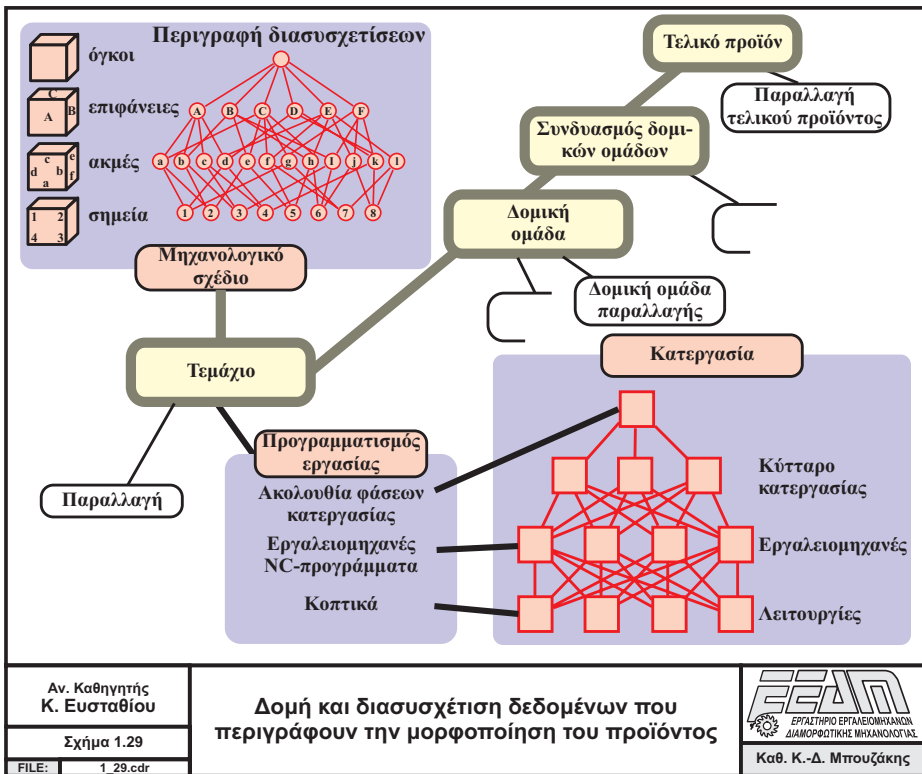 Περιγραφή διασυσχετίσεων
όγκοι
C
A
B
επιφάνειες
c
e
d
b
f
a
ακμές
1 2
4 3
σημεία
A B C D E F
a b c d e f g h I j k l
1 2 3 4 5 6 7 8
Τελικό προϊόν
Παραλλαγή
τελικού προϊόντος
Συνδυασμός δομι-
κών ομάδων
Δομική
ομάδα
Δομική ομάδα
παραλλαγής
Μηχανολογικό
σχέδιο
Τεμάχιο
Παραλλαγή
Προγραμματισμός
εργασίας
Ακολουθία φάσεων
κατεργασίας
Εργαλειομηχανές
NC-προγράμματα
Κοπτικά
Κατεργασία
Κύτταρο
κατεργασίας
Εργαλειομηχανές
Λειτουργίες
Αν. Καθηγητής
Κ. Ευσταθίου
Σχήμα 1.29
FILE: 1_29.cdr
Δομή και διασυσχέτιση δεδομένων που
περιγράφουν την μορφοποίηση του προϊόντος
ΕΕΔΜ
ΕΡΓΑΣΤΗΡΙΟ ΕΡΓΑΛΕΙΟΜΗΧΑΝΩΝ
ΔΙΑΜΟΡΦΩΤΙΚΗΣ ΜΗΧΑΝΟΛΟΓΙΑΣ
Καθ. Κ.-Δ. Μπουζάκης